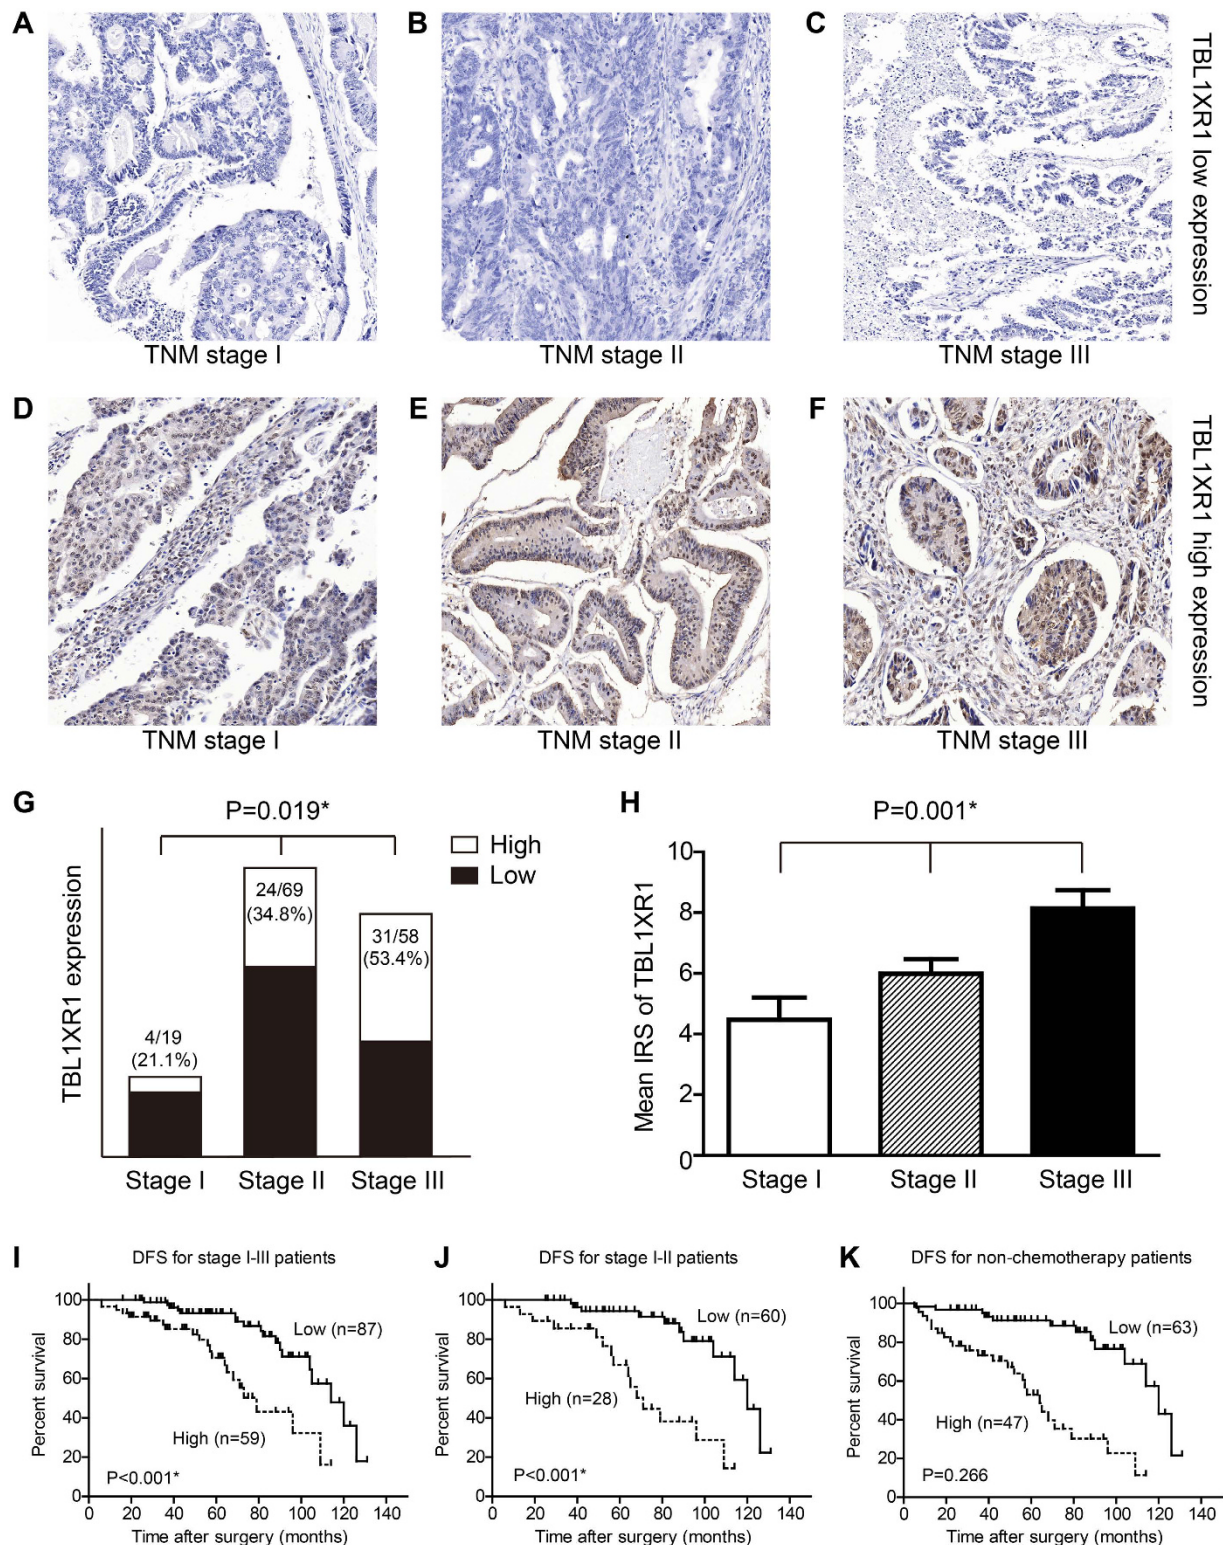 A
B
C
TBL1XR1 low expression
TNM stage I
TNM stage II
TNM stage III
D
E
F
TBL1XR1 high expression
TNM stage I
TNM stage II
TNM stage III
G
P=0.019*
High
Low
TBL1XR1 expression
4/19
(21.1%)
24/69
(34.8%)
31/58
(53.4%)
Stage I
Stage II
Stage III
H
P=0.001*
Mean IRS of TBL1XR1
10
8
6
4
2
0
Stage I
Stage II
Stage III
I
DFS for stage I-III patients
Percent survival
100
80
60
40
20
0
Low (n=87)
High (n=59)
P<0.001*
0 20 40 60 80 100 120 140
Time after surgery (months)
J
DFS for stage I-II patients
Percent survival
100
80
60
40
20
0
Low (n=60)
High (n=28)
P<0.001*
0 20 40 60 80 100 120 140
Time after surgery (months)
K
DFS for non-chemotherapy patients
Percent survival
100
80
60
40
20
0
Low (n=63)
High (n=47)
P=0.266
0 20 40 60 80 100 120 140
Time after surgery (months)